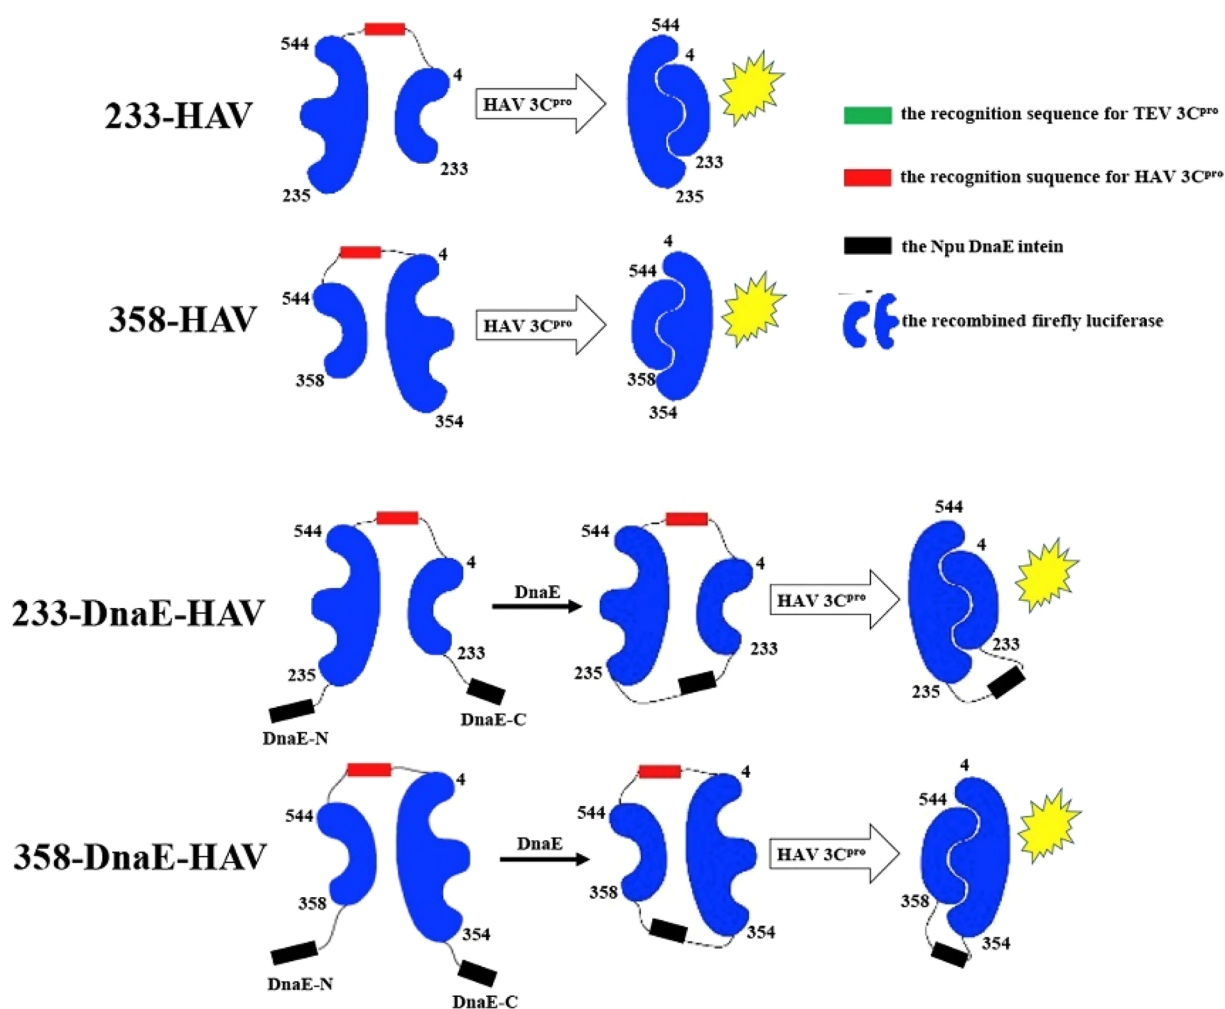 544
4
233-HAV
HAV 3Cpro
235
233
544
4
233
235
the recognition sequence for TEV 3Cpro
the recognition suquence for HAV 3Cpro
the Npu DnaE intein
the recombined firefly luciferase
358-HAV
4
544
358
354
HAV 3Cpro
4
544
358
354
233-DnaE-HAV
544
4
235
233
DnaE-N
DnaE-C
DnaE
544
4
235
233
HAV 3Cpro
544
4
233
235
358-DnaE-HAV
4
544
358
354
DnaE-N
DnaE-C
DnaE
4
544
358
354
HAV 3Cpro
4
544
358
354